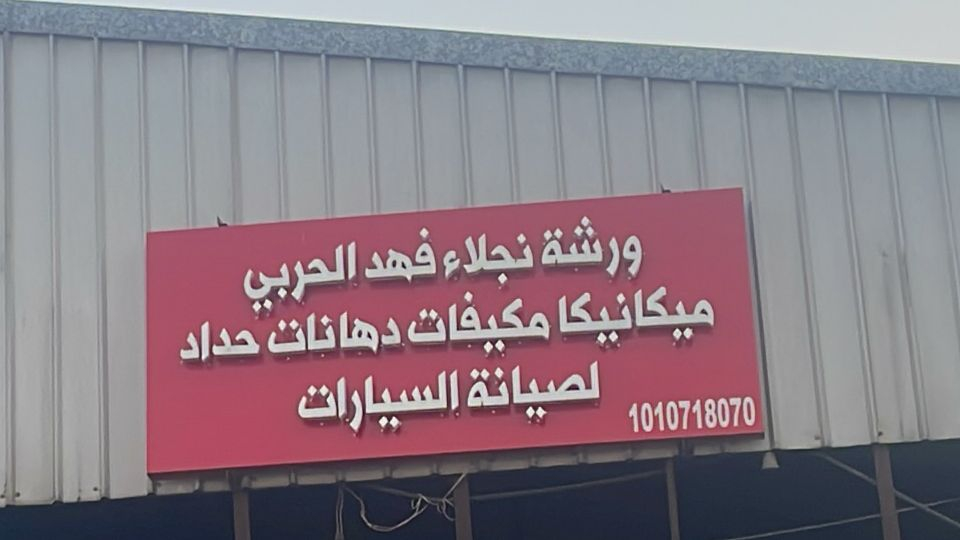 ورشة نجلاء فهد الحربي
ميكانيكا مكيفات دهانات حداد
لصيانة السيارات
1010718070